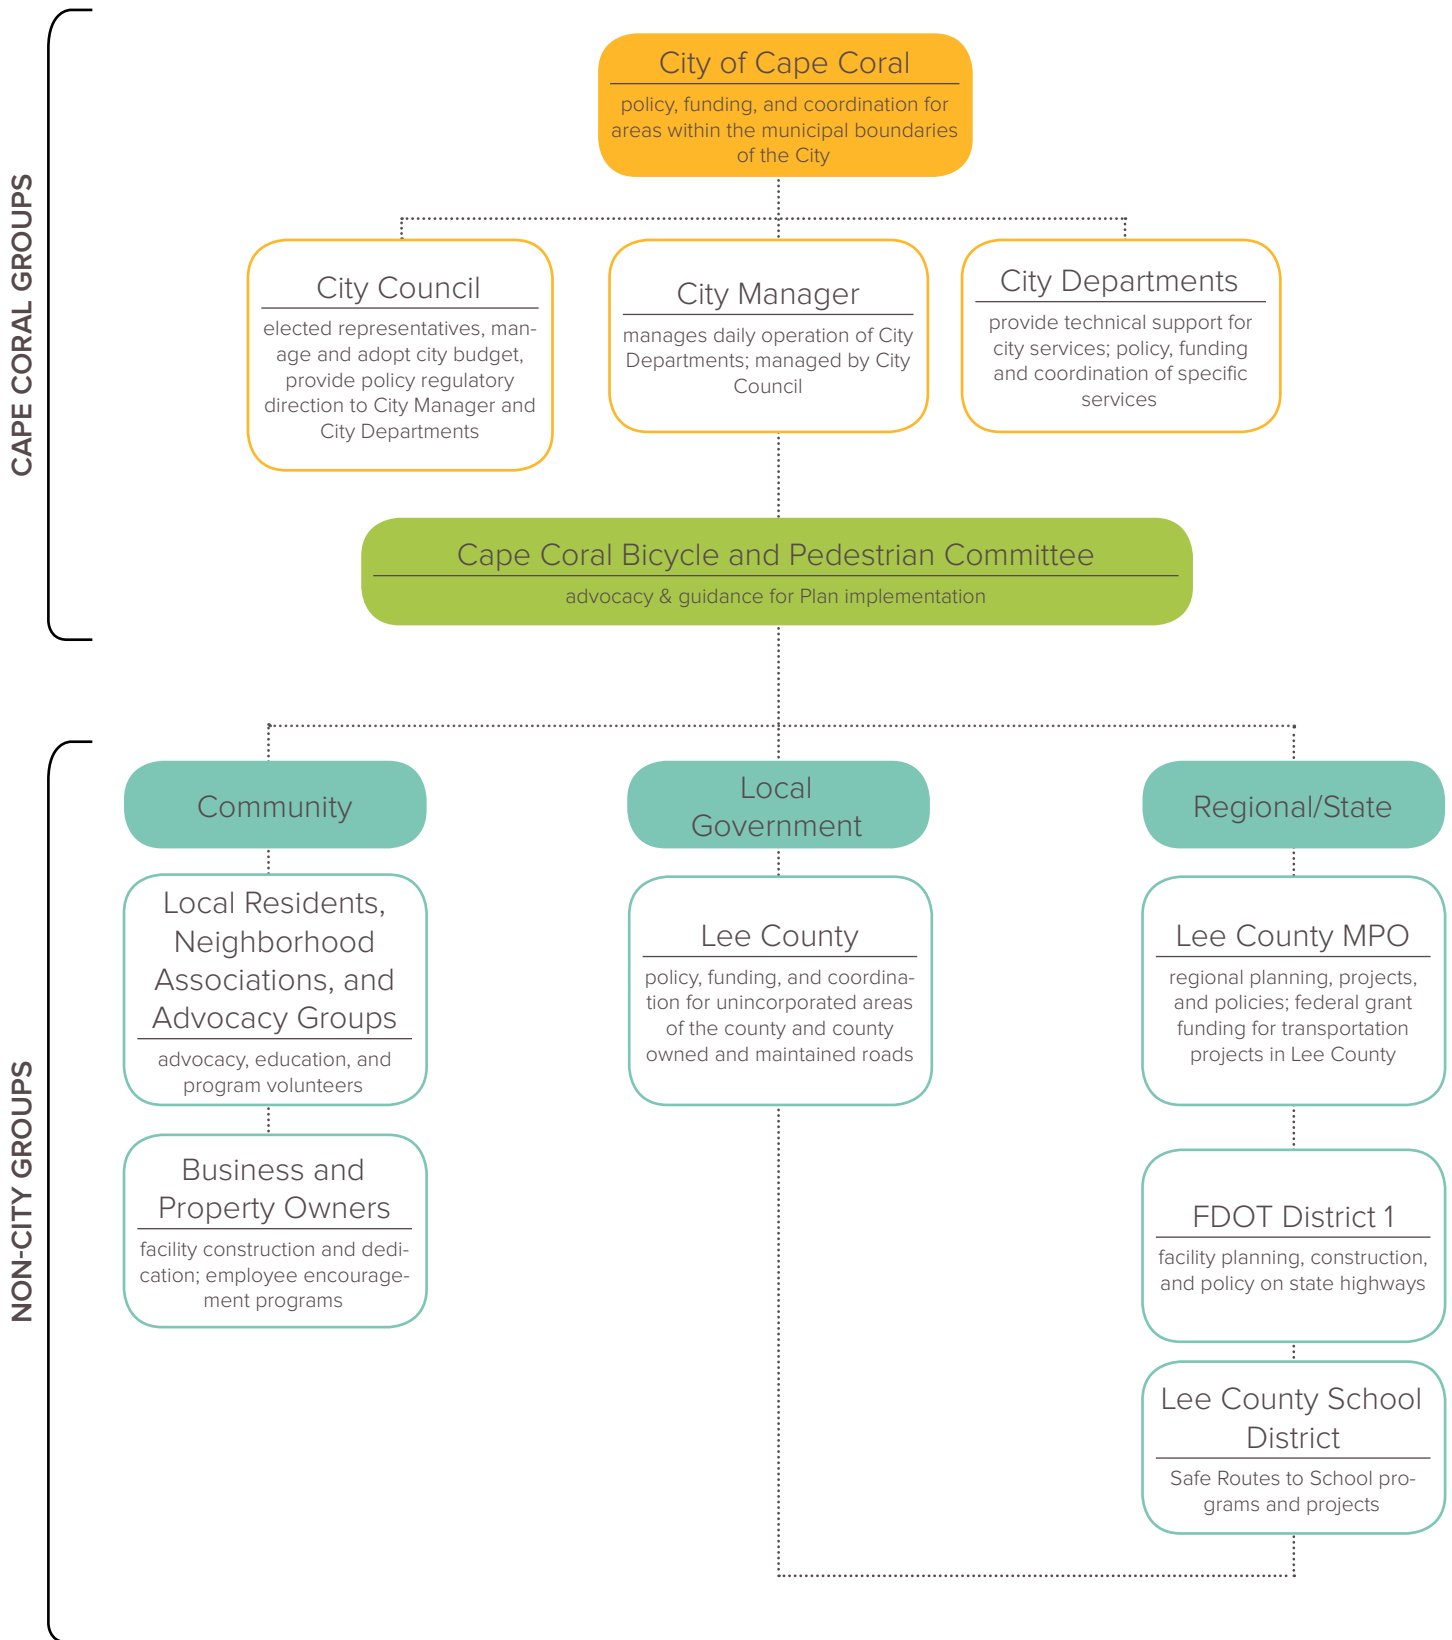 CAPE CORAL GROUPS
City of Cape Coral
policy, funding, and coordination for
areas within the municipal boundaries
of the City
City Council
elected representatives, man-
age and adopt city budget,
provide policy regulatory
direction to City Manager and
City Departments
City Manager
manages daily operation of City
Departments; managed by City
Council
City Departments
provide technical support for
city services; policy, funding
and coordination of specific
services
Cape Coral Bicycle and Pedestrian Committee
advocacy & guidance for Plan implementation
NON-CITY GROUPS
Community
Local Residents,
Neighborhood
Associations, and
Advocacy Groups
advocacy, education, and
program volunteers
Business and
Property Owners
facility construction and dedi-
cation; employee encourage-
ment programs
Local
Government
Lee County
policy, funding, and coordina-
tion for unincorporated areas
of the county and county
owned and maintained roads
Regional/State
Lee County MPO
regional planning, projects,
and policies; federal grant
funding for transportation
projects in Lee County
FDOT District 1
facility planning, construction,
and policy on state highways
Lee County School
District
Safe Routes to School pro-
grams and projects